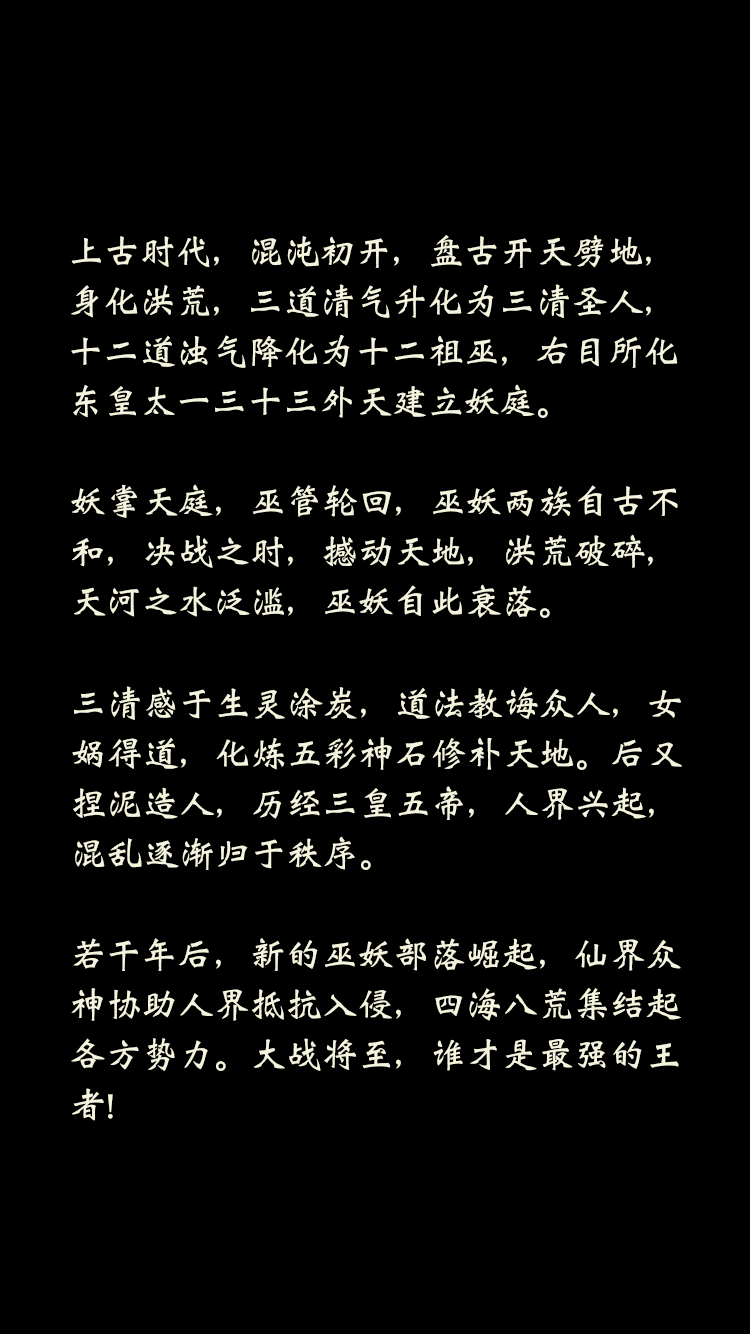 上古时代，混沌初开，盘古开天劈地，
身化洪荒，三道清气升化为三清圣人，
十二道浊气降化为十二祖巫，右目所化
东皇太一三十三外天建立妖庭。
妖掌天庭，巫管轮回，巫妖两族自古不
和，决战之时，撼动天地，洪荒破碎，
天河之水泛滥，巫妖自此衰落。
三清感于生灵涂炭，道法教诲众人，女
娲得道，化炼五彩神石修补天地。后又
捏泥造人，历经三皇五帝，人界兴起，
混乱逐渐归于秩序。
若干年后，新的巫妖部落崛起，仙界众
神协助人界抵抗入侵，四海八荒集结起
各方势力。大战将至，谁才是最强的王
者!